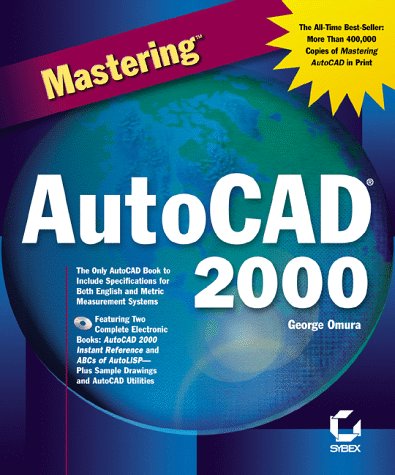 Mastering™
The All-Time Best-Seller:
More Than 400,000
Copies of Mastering
AutoCAD in Print
AutoCAD®
2000
The Only AutoCAD Book to
Include Specifications for
Both English and Metric
Measurement Systems
Featuring Two
Complete Electronic
Books: AutoCAD 2000
Instant Reference and
ABCs of AutoLISP—
Plus Sample Drawings
and AutoCAD Utilities
George Omura
SYBEX